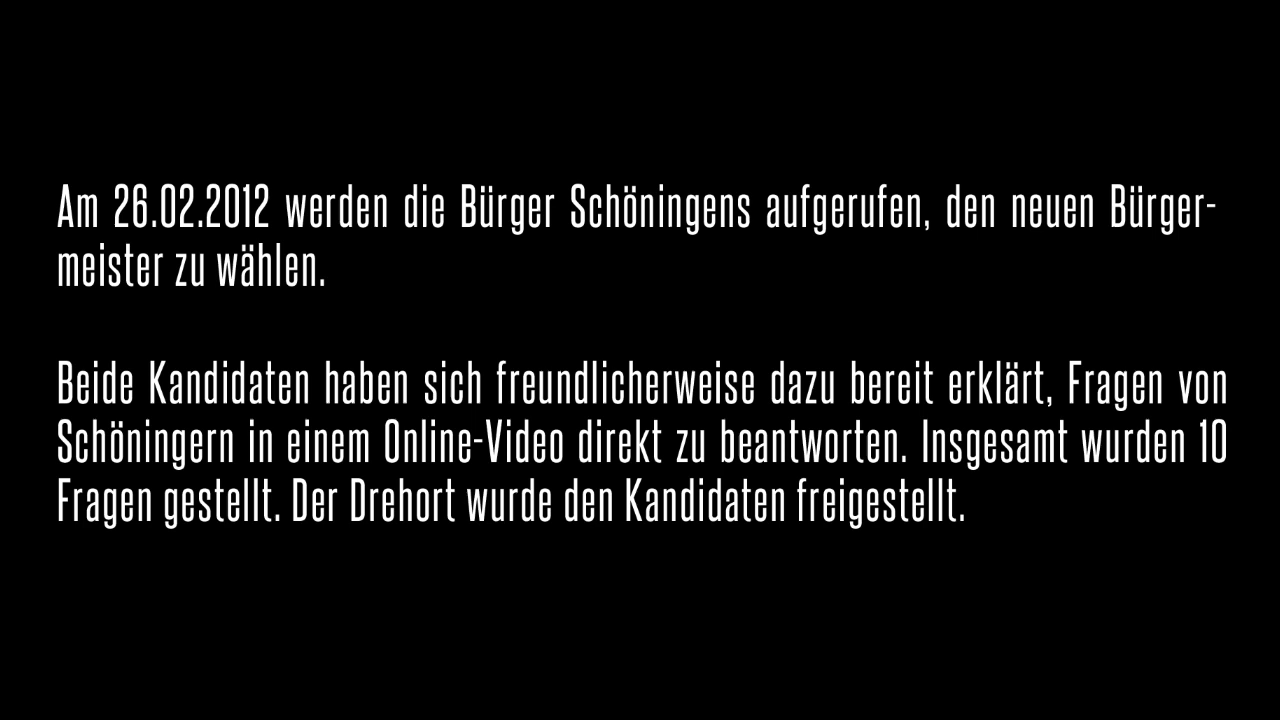 Am 26.02.2012 werden die Bürger Schöningens aufgerufen, den neuen Bürger-
meister zu wählen.
Beide Kandidaten haben sich freundlicherweise dazu bereit erklärt, Fragen von
Schöningern in einem Online-Video direkt zu beantworten. Insgesamt wurden 10
Fragen gestellt. Der Drehort wurde den Kandidaten freigestellt.